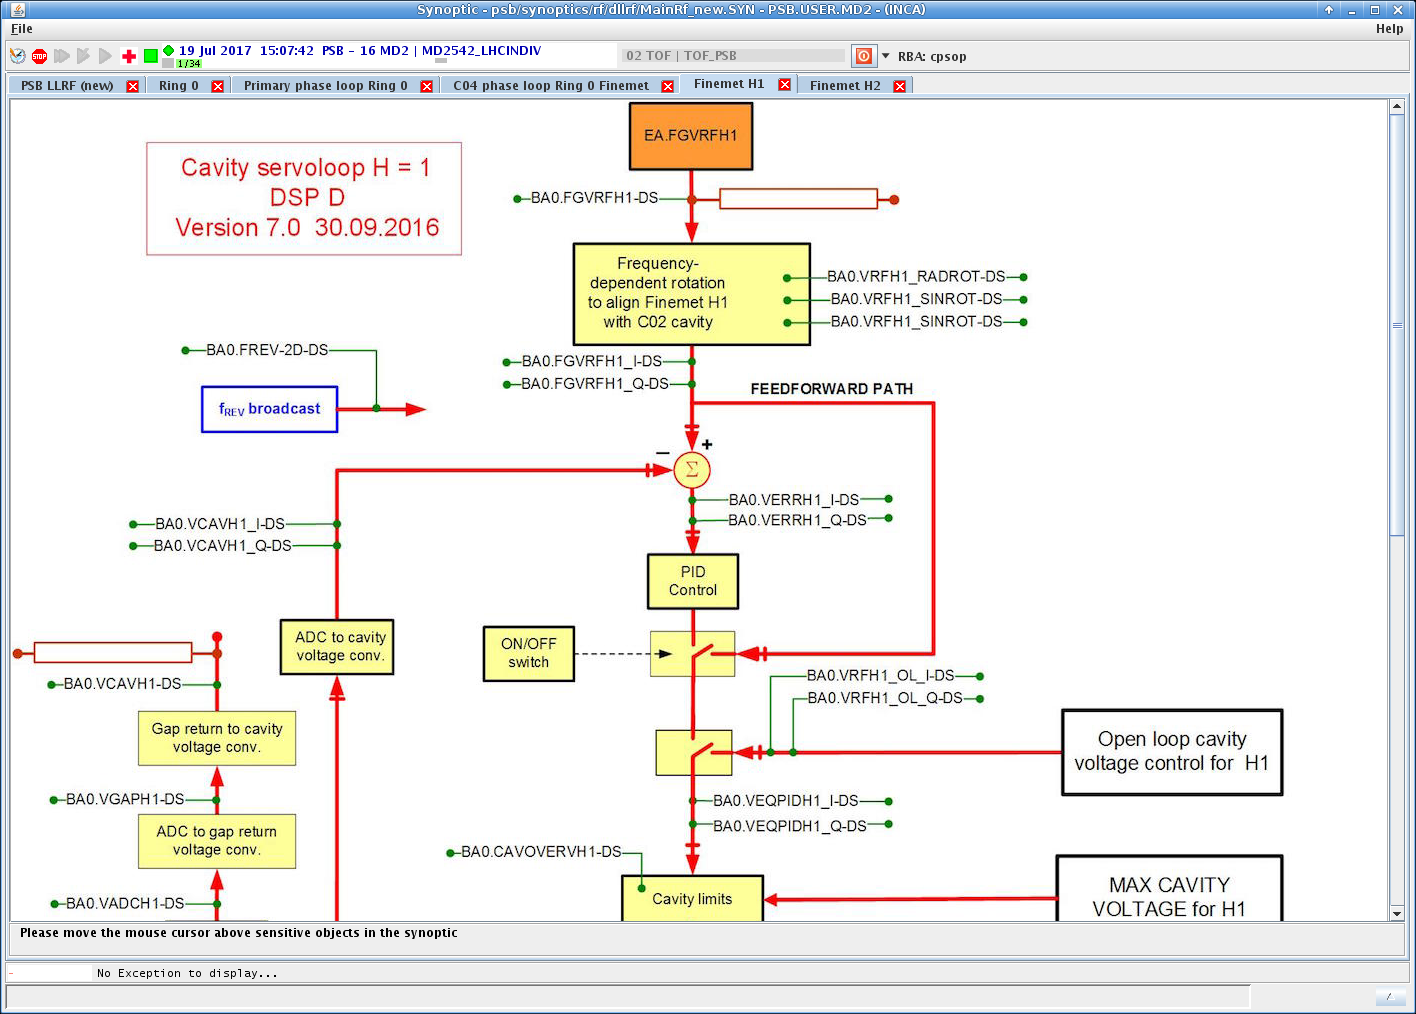 Synoptic - psb/synoptics/rf/dllrf/MainRf_new.SYN - PSB.USER.MD2 - (INCA)
File
Help
STOP
19 Jul 2017 15:07:42 PSB - 16 MD2 | MD2542_LHCINDIV
1/34
02 TOF | TOF_PSB
RBA: cpsop
PSB LLRF (new)
Ring 0
Primary phase loop Ring 0
C04 phase loop Ring 0 Finemet
Finemet H1
Finemet H2
Cavity servoloop H = 1
DSP D
Version 7.0 30.09.2016
EA.FGVRFH1
BA0.FGVRFH1-DS
Frequency-
dependent rotation
to align Finemet H1
with C02 cavity
BA0.VRFH1_RADROT-DS
BA0.VRFH1_SINROT-DS
BA0.VRFH1_SINROT-DS
BA0.FREV-2D-DS
BA0.FGVRFH1_I-DS
BA0.FGVRFH1_Q-DS
fREV broadcast
FEEDFORWARD PATH
+
−
Σ
BA0.VERRH1_I-DS
BA0.VERRH1_Q-DS
BA0.VCAVH1_I-DS
BA0.VCAVH1_Q-DS
PID
Control
ADC to cavity
voltage conv.
ON/OFF
switch
BA0.VCAVH1-DS
BA0.VRFH1_OL_I-DS
BA0.VRFH1_OL_Q-DS
Gap return to cavity
voltage conv.
Open loop cavity
voltage control for H1
BA0.VGAPH1-DS
BA0.VEQPIDH1_I-DS
BA0.VEQPIDH1_Q-DS
ADC to gap return
voltage conv.
BA0.CAVOVERVH1-DS
BA0.VADCH1-DS
Cavity limits
MAX CAVITY
VOLTAGE for H1
Please move the mouse cursor above sensitive objects in the synoptic
-
No Exception to display...